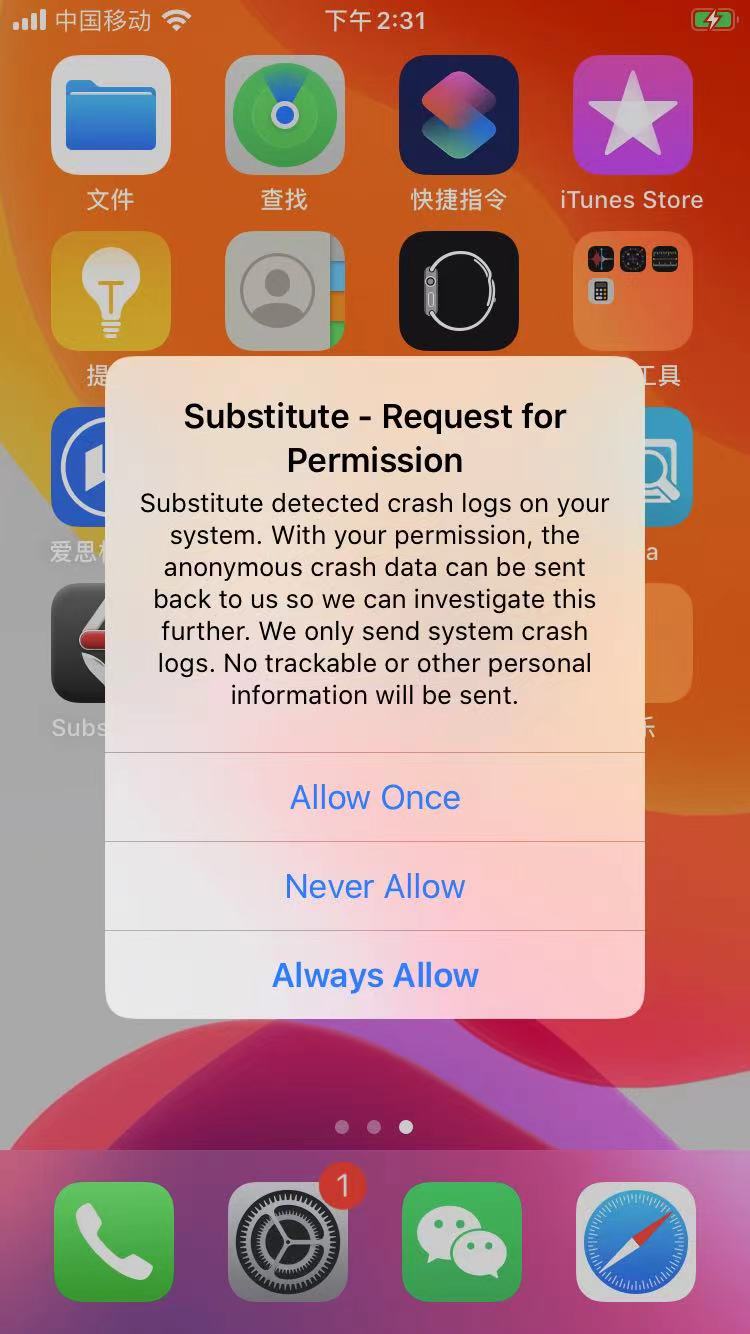 中国移动
下午2:31
文件
查找
快捷指令
iTunes Store
提
工具
Substitute - Request for
Permission
Substitute detected crash logs on your
system. With your permission, the
anonymous crash data can be sent
back to us so we can investigate this
further. We only send system crash
logs. No trackable or other personal
information will be sent.
爱思
a
Subs
乐
Allow Once
Never Allow
Always Allow
1